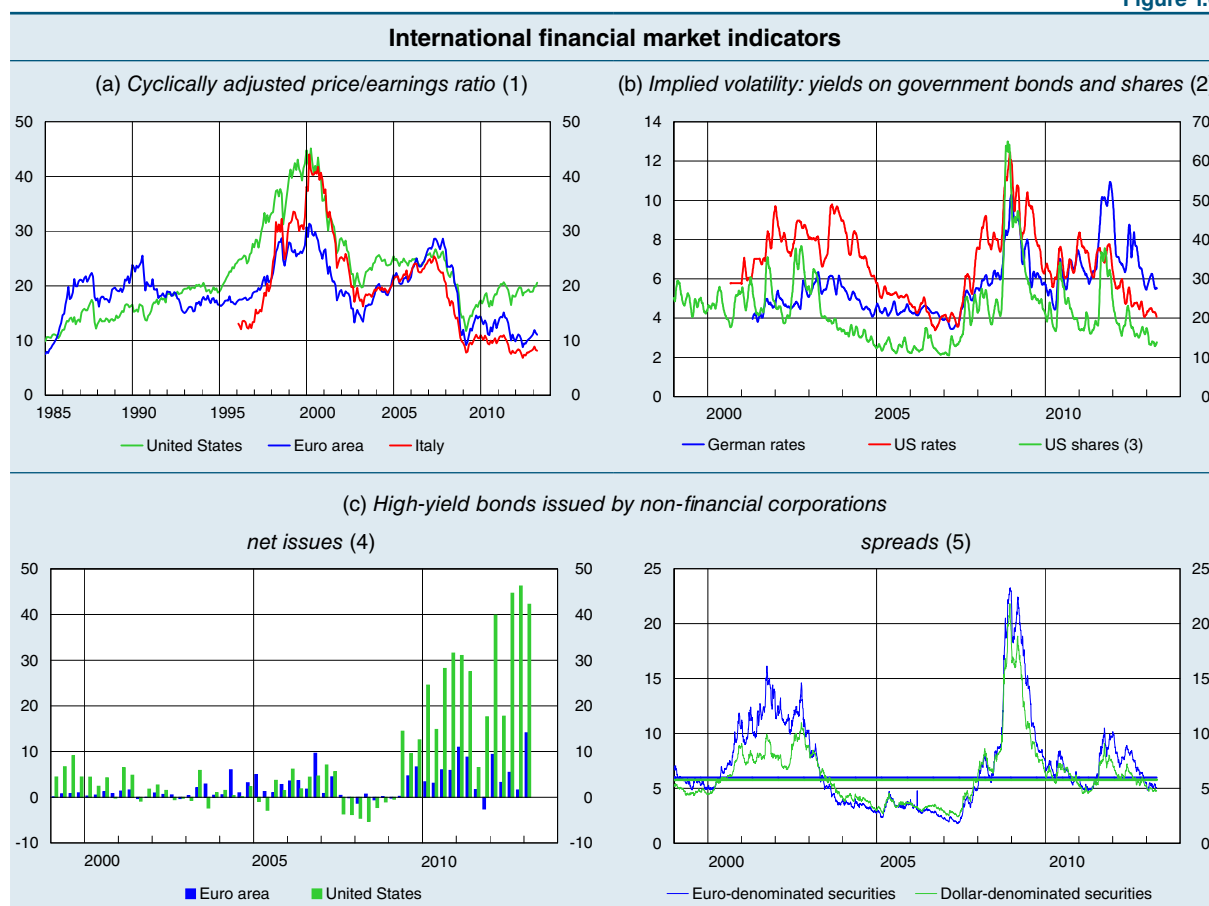 International financial market indicators
(a) Cyclically adjusted price/earnings ratio (1)
50 50
40 40
30 30
20 20
10 10
0 0
1985 1990 1995 2000 2005 2010
United States Euro area Italy
(b) Implied volatility: yields on government bonds and shares (2
14 70
12 60
10 50
8 40
6 30
4 20
2 10
0 0
2000 2005 2010
German rates US rates US shares (3)
(c) High-yield bonds issued by non-financial corporations
net issues (4)
50 50
40 40
30 30
20 20
10 10
0 0
-10 -10
2000 2005 2010
Euro area United States
spreads (5)
25 25
20 20
15 15
10 10
5 5
0 0
2000 2005 2010
Euro-denominated securities Dollar-denominated securities